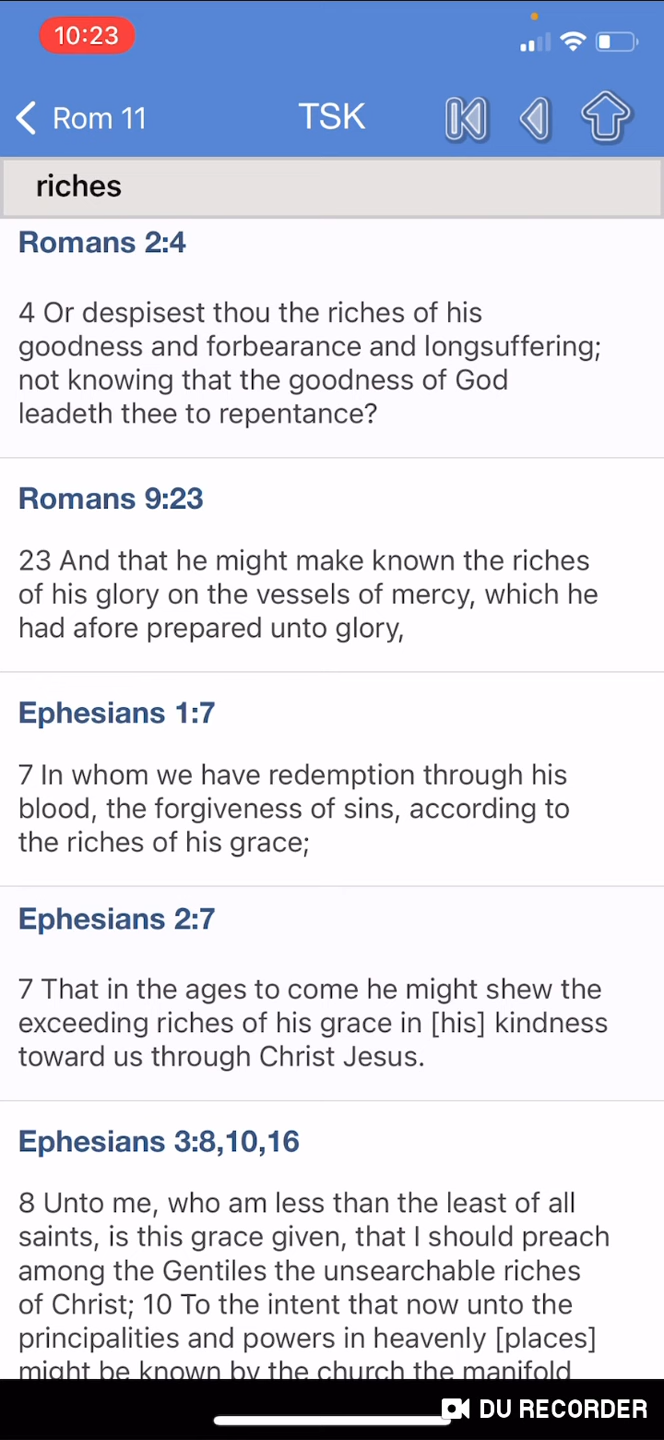 10:23
Rom 11
TSK
riches
Romans 2:4
4 Or despisest thou the riches of his
goodness and forbearance and longsuffering;
not knowing that the goodness of God
leadeth thee to repentance?
Romans 9:23
23 And that he might make known the riches
of his glory on the vessels of mercy, which he
had afore prepared unto glory,
Ephesians 1:7
7 In whom we have redemption through his
blood, the forgiveness of sins, according to
the riches of his grace;
Ephesians 2:7
7 That in the ages to come he might shew the
exceeding riches of his grace in [his] kindness
toward us through Christ Jesus.
Ephesians 3:8,10,16
8 Unto me, who am less than the least of all
saints, is this grace given, that I should preach
among the Gentiles the unsearchable riches
of Christ; 10 To the intent that now unto the
principalities and powers in heavenly [places]
might be known by the church the manifold
DU RECORDER